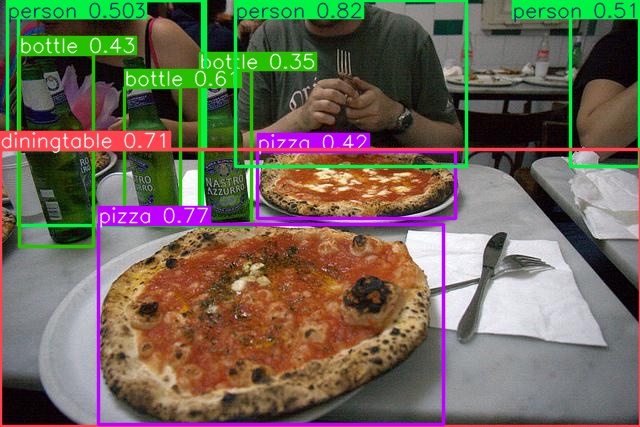 person 0.503
person 0.82
person 0.51
bottle 0.43
bottle 0.35
bottle 0.61
diningtable 0.71
pizza 0.42
pizza 0.77
NASTRO
AZZURRO